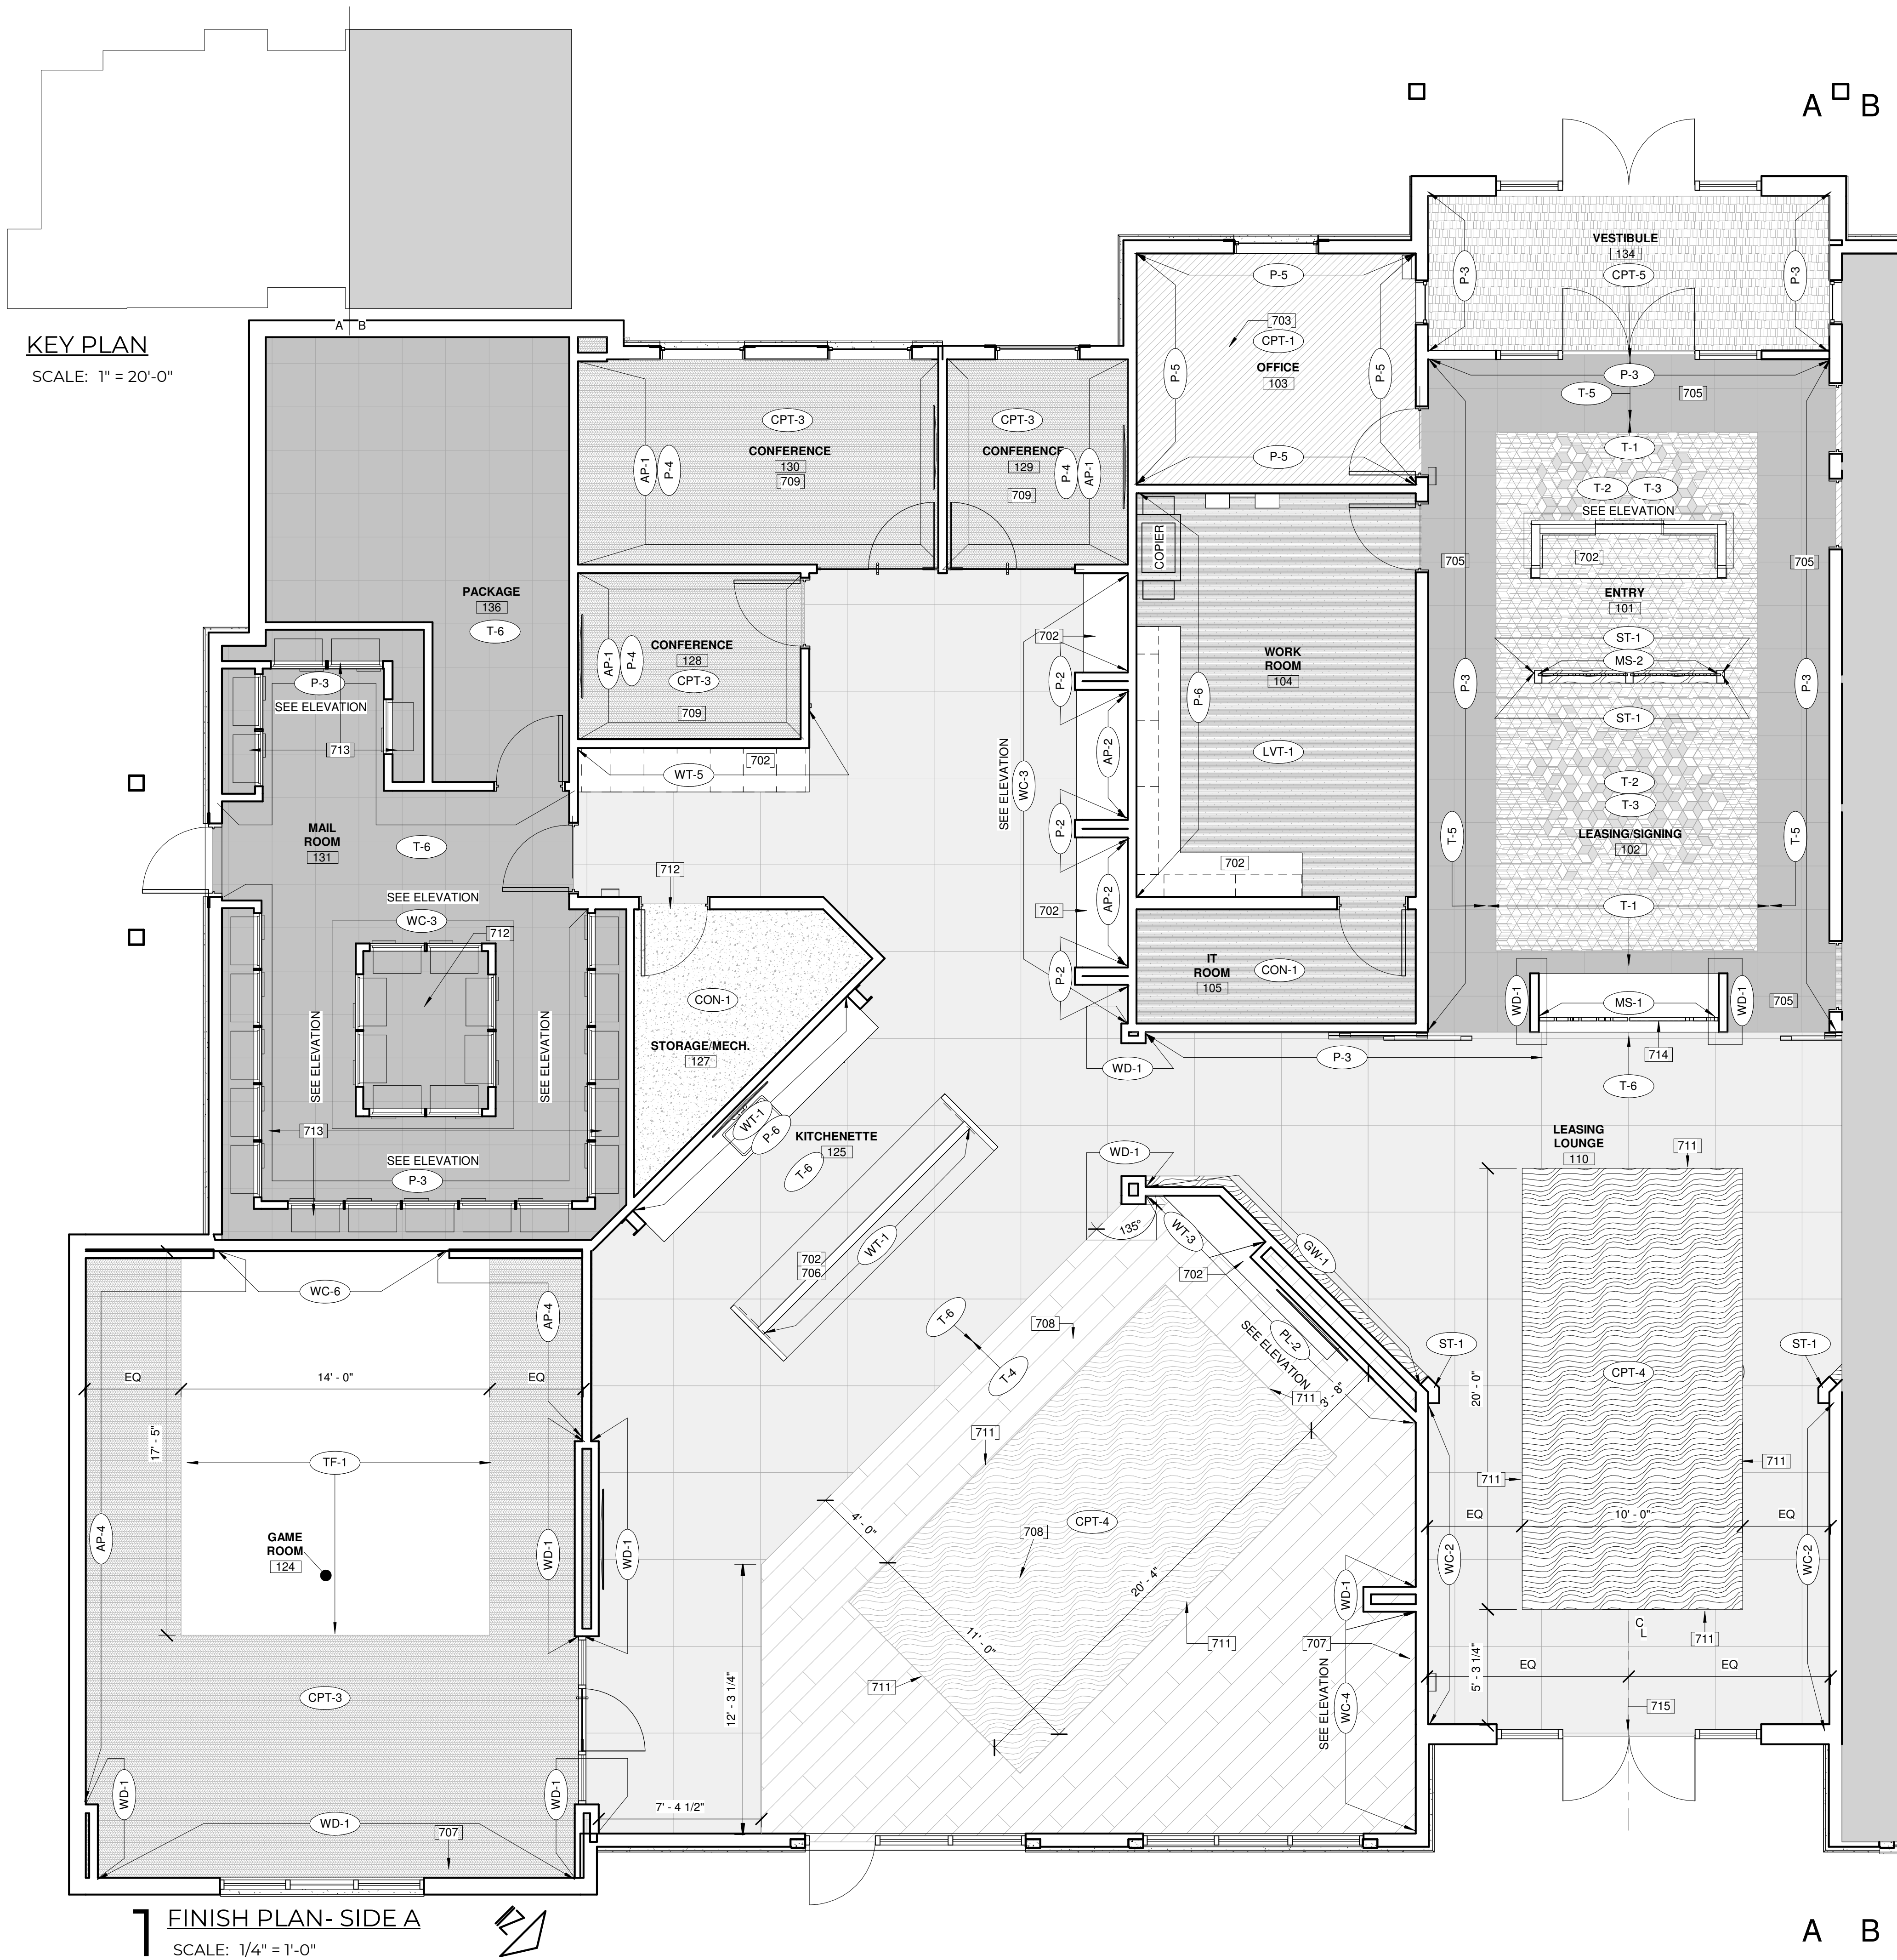 A B
VESTIBULE
134
CPT-5
P-3
P-3
A B
KEY PLAN
SCALE: 1" = 20'-0"
P-5
703
CPT-1
OFFICE
103
P-5
P-5
P-5
P-3
T-5
705
T-1
T-2 T-3
SEE ELEVATION
702
705
705
ENTRY
101
ST-1
MS-2
ST-1
P-3
P-3
T-2
T-3
LEASING/SIGNING
102
T-5
T-5
T-1
WD-1
MS-1
WD-1
705
714
T-6
CPT-3
CONFERENCE
130
709
AP-1
P-4
CPT-3
CONFERENCE
129
709
P-4
AP-1
COPIER
PACKAGE
136
T-6
CONFERENCE
128
CPT-3
709
AP-1
P-4
WT-5
702
702
P-2
AP-2
P-2
702
AP-2
P-2
SEE ELEVATION
WC-3
WORK
ROOM
104
P-6
LVT-1
702
IT
ROOM
105
CON-1
WD-1
P-3
P-3
SEE ELEVATION
713
MAIL
ROOM
131
T-6
SEE ELEVATION
WC-3
712
SEE ELEVATION
SEE ELEVATION
713
SEE ELEVATION
P-3
712
CON-1
STORAGE/MECH.
127
WT-1
P-6
KITCHENETTE
125
T-6
702
706
WT-1
WD-1
135°
WT-3
GW-1
702
PL-2
SEE ELEVATION
T-6
T-4
708
711
3' - 8"
711
CPT-4
708
4' - 0"
20' - 4"
11' - 0"
711
711
12' - 3 1/4"
7' - 4 1/2"
WD-1
707
SEE ELEVATION
WC-4
LEASING
LOUNGE
110
711
ST-1
ST-1
CPT-4
20' - 0"
711
711
EQ
10' - 0"
EQ
WC-2
WC-2
C
L
711
EQ
EQ
5' - 3 1/4"
715
WC-6
AP-4
EQ
14' - 0"
EQ
17' - 5"
TF-1
AP-4
GAME
ROOM
124
WD-1
WD-1
CPT-3
WD-1
WD-1
WD-1
707
1
FINISH PLAN- SIDE A
SCALE: 1/4" = 1'-0"
N
A B